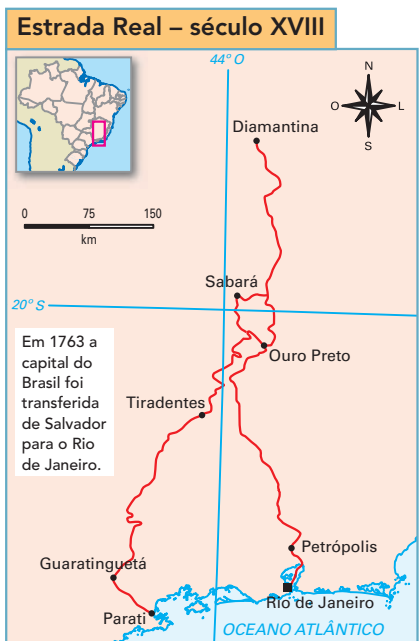 Estrada Real – século XVIII
44° O
N
O
L
S
Diamantina
0 75 150
km
Sabará
20° S
Em 1763 a
capital do
Brasil foi
transferida
de Salvador
para o Rio
de Janeiro.
Ouro Preto
Tiradentes
Petrópolis
Guaratinguetá
Rio de Janeiro
Parati
OCEANO ATLÂNTICO